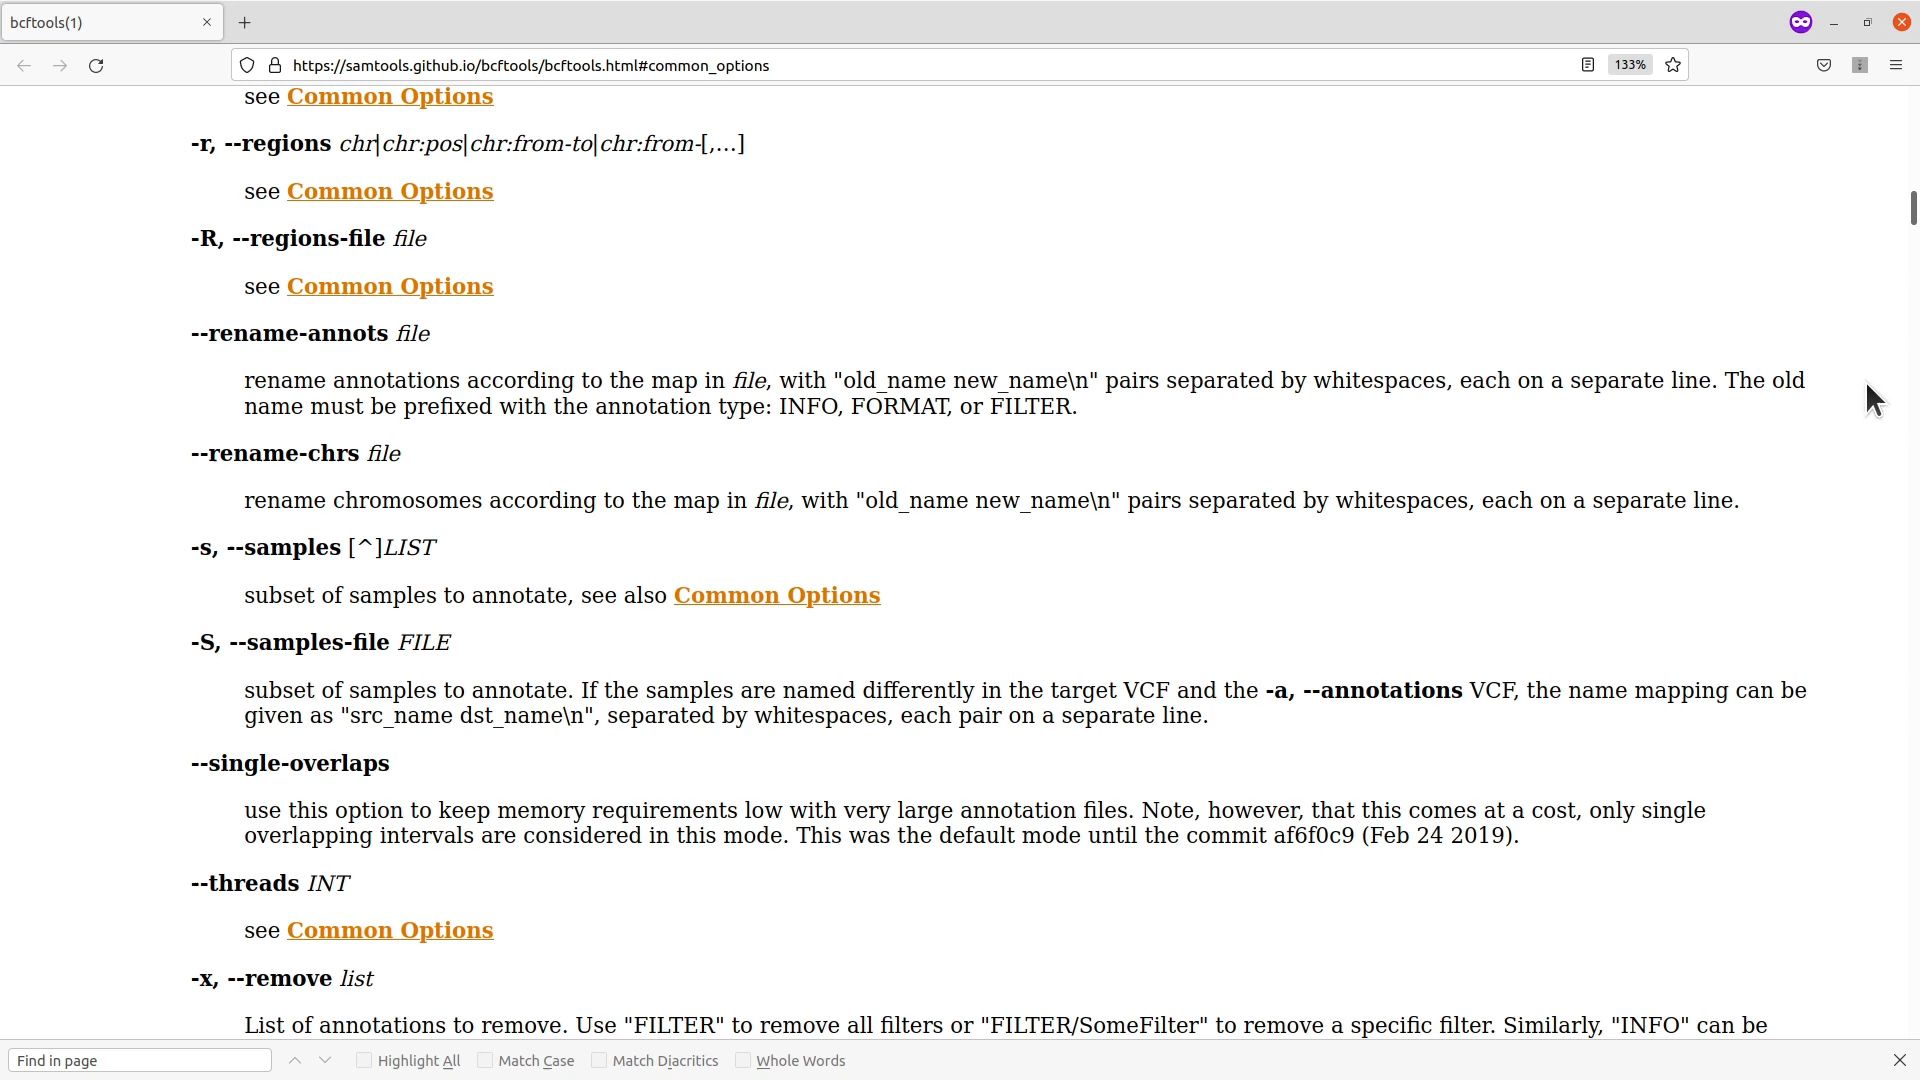 bcftools(1)
https://samtools.github.io/bcftools/bcftools.html#common_options
133%
see Common Options
-r, --regions chr|chr:pos|chr:from-to|chr:from-[,…]
see Common Options
-R, --regions-file file
see Common Options
--rename-annots file
rename annotations according to the map in file, with "old_name new_name\n" pairs separated by whitespaces, each on a separate line. The old
name must be prefixed with the annotation type: INFO, FORMAT, or FILTER.
--rename-chrs file
rename chromosomes according to the map in file, with "old_name new_name\n" pairs separated by whitespaces, each on a separate line.
-s, --samples [^]LIST
subset of samples to annotate, see also Common Options
-S, --samples-file FILE
subset of samples to annotate. If the samples are named differently in the target VCF and the -a, --annotations VCF, the name mapping can be
given as "src_name dst_name\n", separated by whitespaces, each pair on a separate line.
--single-overlaps
use this option to keep memory requirements low with very large annotation files. Note, however, that this comes at a cost, only single
overlapping intervals are considered in this mode. This was the default mode until the commit af6f0c9 (Feb 24 2019).
--threads INT
see Common Options
-x, --remove list
List of annotations to remove. Use "FILTER" to remove all filters or "FILTER/SomeFilter" to remove a specific filter. Similarly, "INFO" can be
Find in page
Highlight All
Match Case
Match Diacritics
Whole Words